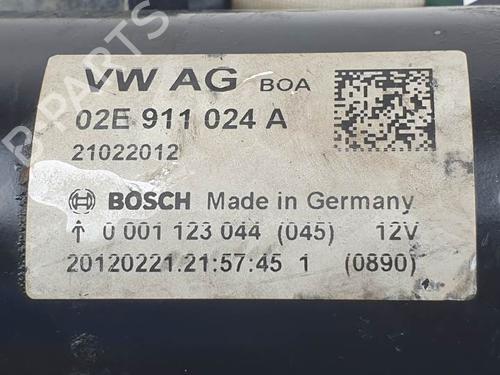 VW AG BOA
02E 911 024 A
21022012
BOSCH Made in Germany
↑ 0 001 123 044 (045) 12V
20120221.21:57:45 1 (0890)